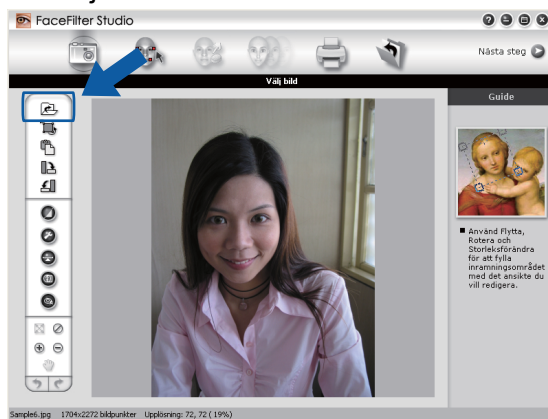 FaceFilter Studio
Nästa steg
Välj bild
Guide
Använd Flytta,
Rotera och
Storleksförändra
för att fylla
inramningsområdet
med det ansikte du
vill redigera.
Sample6.jpg 1704x2272 bildpunkter Upplösning: 72, 72 ( 19%)